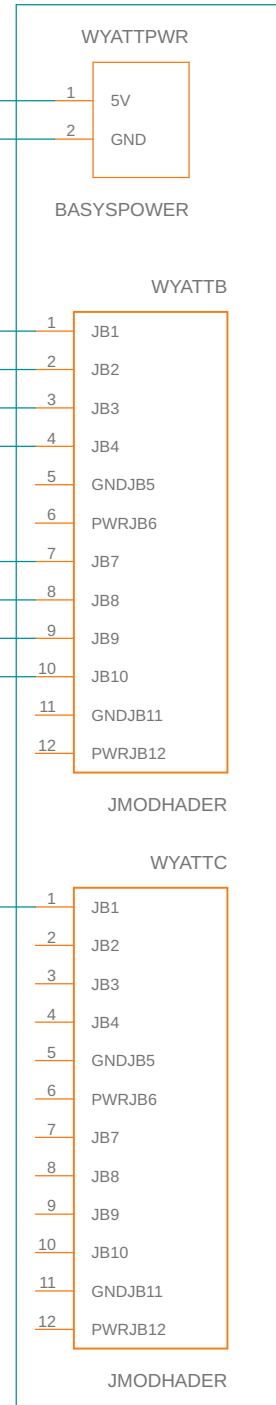 WYATTPWR
1 5V
2 GND
BASYSPOWER
WYATTB
1 JB1
2 JB2
3 JB3
4 JB4
5 GNDJB5
6 PWRJB6
7 JB7
8 JB8
9 JB9
10 JB10
11 GNDJB11
12 PWRJB12
JMODHADER
WYATTC
1 JB1
2 JB2
3 JB3
4 JB4
5 GNDJB5
6 PWRJB6
7 JB7
8 JB8
9 JB9
10 JB10
11 GNDJB11
12 PWRJB12
JMODHADER